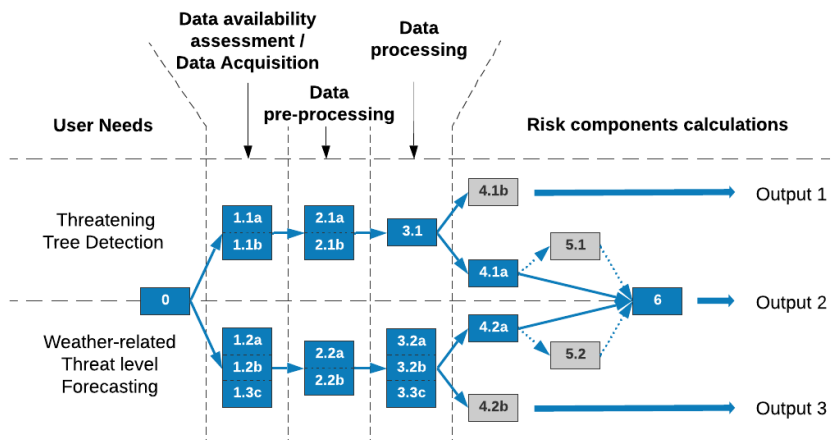 Data availability
assessment /
Data Acquisition
Data
processing
Data
pre-processing
User Needs
Risk components calculations
Threatening
Tree Detection
Weather-related
Threat level
Forecasting
0
1.1a
1.1b
1.2a
1.2b
1.3c
2.1a
2.1b
2.2a
2.2b
3.1
3.2a
3.2b
3.3c
4.1b
4.1a
4.2a
4.2b
5.1
5.2
6
Output 1
Output 2
Output 3